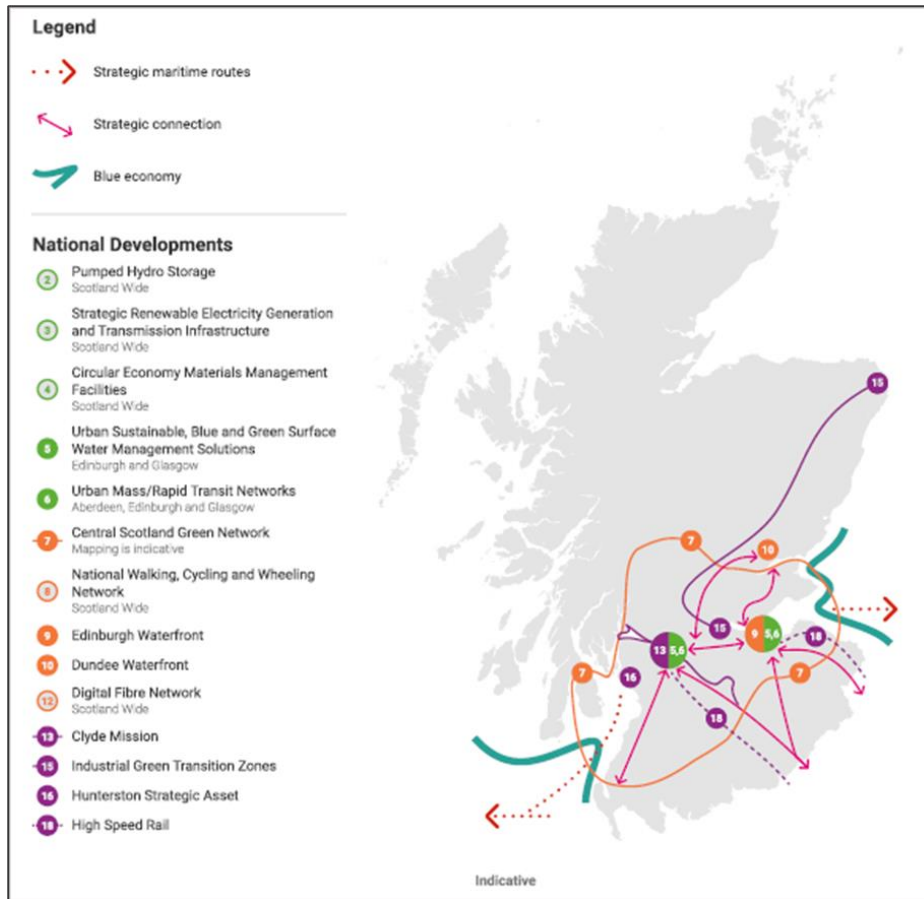 Legend
Strategic maritime routes
Strategic connection
Blue economy
National Developments
2 Pumped Hydro Storage
Scotland Wide
3 Strategic Renewable Electricity Generation
and Transmission Infrastructure
Scotland Wide
4 Circular Economy Materials Management
Facilities
Scotland Wide
5 Urban Sustainable, Blue and Green Surface
Water Management Solutions
Edinburgh and Glasgow
6 Urban Mass/Rapid Transit Networks
Aberdeen, Edinburgh and Glasgow
7 Central Scotland Green Network
Mapping is indicative
8 National Walking, Cycling and Wheeling
Network
Scotland Wide
9 Edinburgh Waterfront
10 Dundee Waterfront
12 Digital Fibre Network
Scotland Wide
13 Clyde Mission
15 Industrial Green Transition Zones
16 Hunterston Strategic Asset
18 High Speed Rail
15
7
10
15
9 5,6
18
13 5,6
7
16
7
18
Indicative